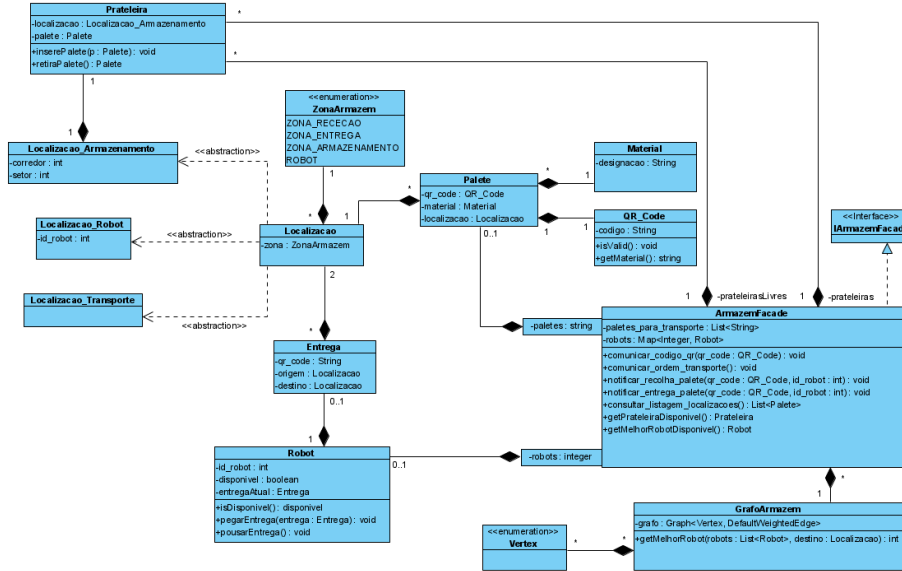 Prateleira
-localizacao : Localizacao_Armazenamento
-palete : Palete
+inserePalete(p : Palete) : void
+retiraPalete() : Palete
*
*
1
1
Localização_Armazenamento
-corredor : int
-setor : int
<<abstraction>>
<<enumeration>>
ZonaArmazem
ZONA_RECECAO
ZONA_ENTREGA
ZONA_ARMAZENAMENTO
ROBOT
1
*
Localizacao
-zona : ZonaArmazem
1
*
2
Localização_Robot
-id_robot : int
<<abstraction>>
Localização_Transporte
<<abstraction>>
Palete
-qr_code : QR_Code
-material : Material
-localizacao : Localizacao
0..1
*
1
Material
-designacao : String
1
1
QR_Code
-codigo : String
+isValid() : void
+getMaterial() : string
<<Interface>>
IArmazemFacade
1
-prateleirasLivres
1
-prateleiras
-paletes : string
ArmazemFacade
-paletes_para_transporte : List<String>
-robots : Map<Integer, Robot>
+comunicar_codigo_qr(qr_code : QR_Code) : void
+comunicar_ordem_transporte() : void
+notificar_recolha_palete(qr_code : QR_Code, id_robot : int) : void
+notificar_entrega_palete(qr_code : QR_Code, id_robot : int) : void
+consultar_listagem_localizacoes() : List<Palete>
+getPrateleiraDisponivel() : Prateleira
+getMelhorRobotDisponivel() : Robot
*
Entrega
-qr_code : String
-origem : Localizacao
-destino : Localizacao
0..1
1
Robot
-id_robot : int
-disponivel : boolean
-entregaAtual : Entrega
+isDisponivel() : disponivel
+pegarEntrega(entrega : Entrega) : void
+pousarEntrega() : void
0..1
-robots : integer
*
1
GrafoArmazem
-grafo : Graph<Vertex, DefaultWeightedEdge>
+getMelhorRobot(robots : List<Robot>, destino : Localizacao) : int
<<enumeration>>
Vertex
*
*